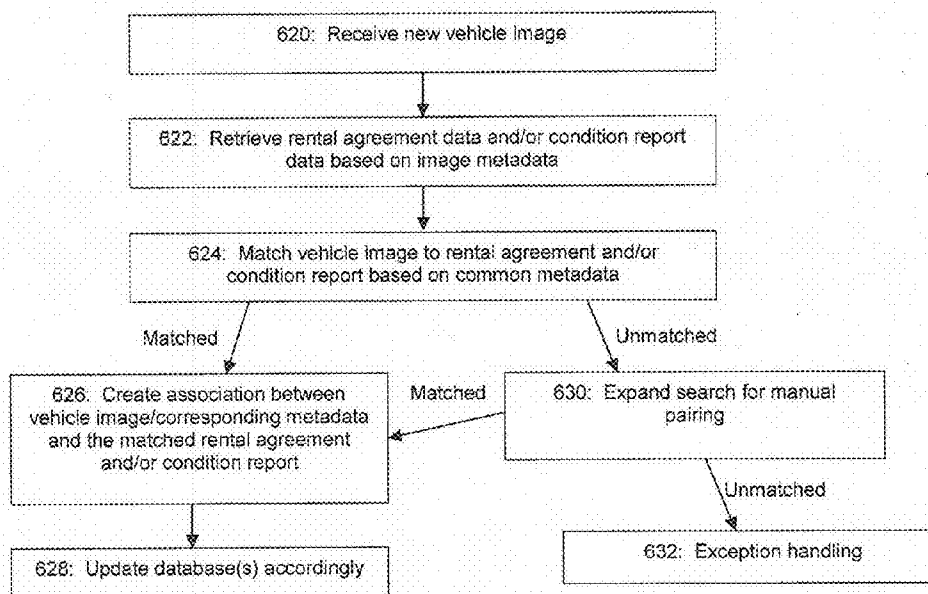 620: Receive new vehicle image
622: Retrieve rental agreement data and/or condition report
data based on image metadata
624: Match vehicle image to rental agreement and/or
condition report based on common metadata
Matched
Unmatched
626: Create association between
vehicle image/corresponding metadata
and the matched rental agreement
and/or condition report
Matched
630: Expand search for manual
pairing
Unmatched
628: Update database(s) accordingly
632: Exception handling